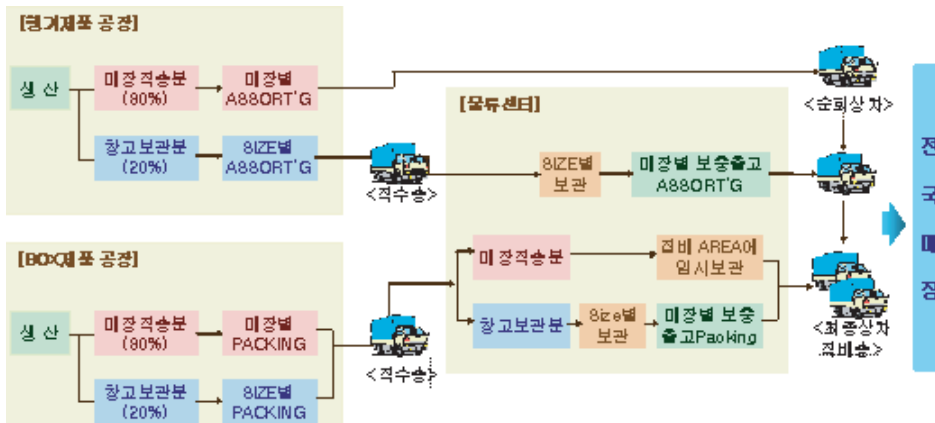 [행거제품 공장]
생 산
매장직송분
(80%)
매장별
ASSORT'G
창고보관분
(20%)
SIZE별
ASSORT'G
<직수송>
[물류센터]
SIZE별
보관
매장별 보충출고
ASSORT'G
<순회상차>
매장직송분
집배 AREA에
임시보관
창고보관분
Size별
보관
매장별 보충
출고Packing
<최종상차
집배송>
[BOX제품 공장]
생 산
매장직송분
(80%)
매장별
PACKING
창고보관분
(20%)
SIZE별
PACKING
<직수송>
전
국
매
장